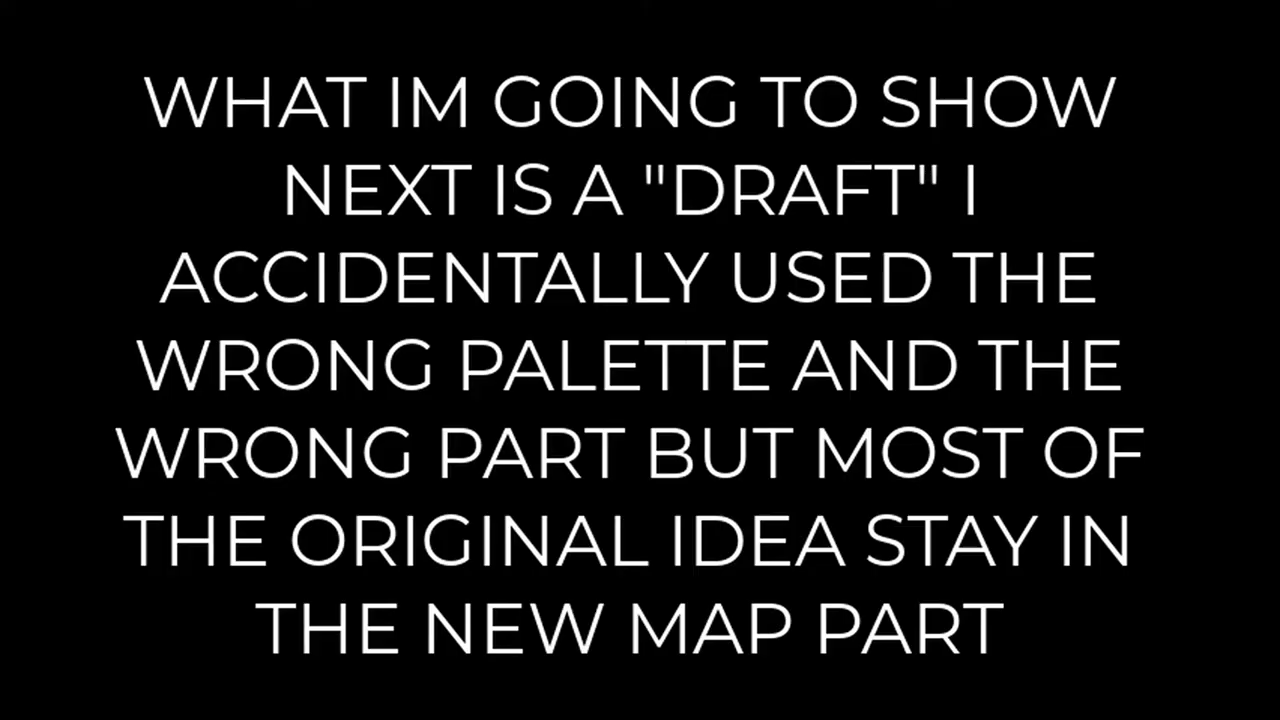 WHAT IM GOING TO SHOW
NEXT IS A "DRAFT" I
ACCIDENTALLY USED THE
WRONG PALETTE AND THE
WRONG PART BUT MOST OF
THE ORIGINAL IDEA STAY IN
THE NEW MAP PART